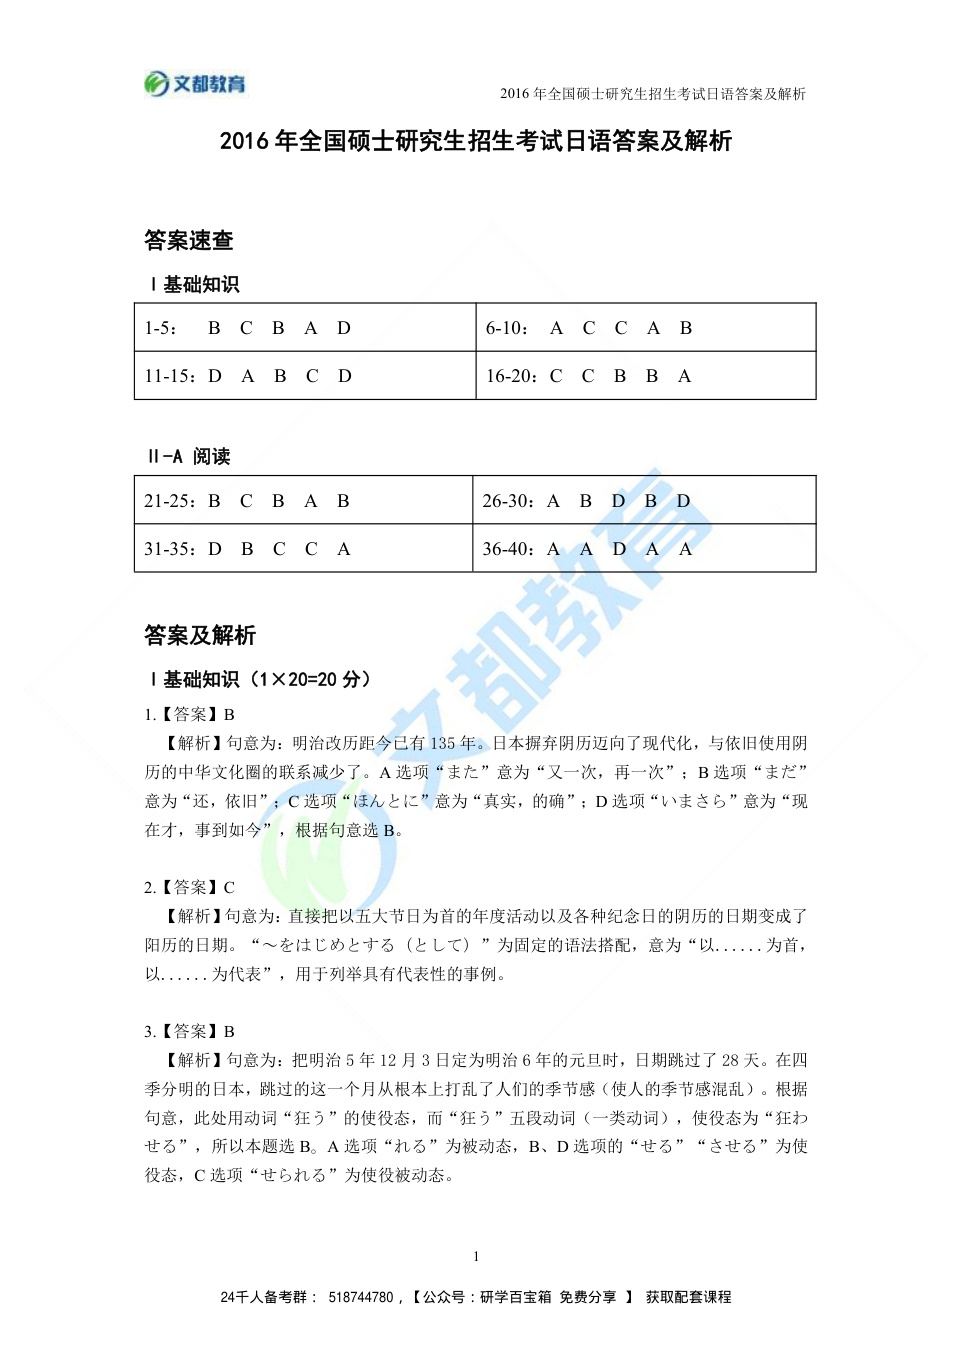 文都教育
2016 年全国硕士研究生招生考试日语答案及解析
2016 年全国硕士研究生招生考试日语答案及解析
答案速查
Ⅰ基础知识
1-5： B C B A D 6-10： A C C A B
11-15：D A B C D 16-20：C C B B A
Ⅱ-A 阅读
21-25：B C B A B 26-30：A B D B D
31-35：D B C C A 36-40：A A D A A
答案及解析
Ⅰ基础知识（1×20=20 分）
1.【答案】B
【解析】句意为：明治改历距今已有 135 年。日本摒弃阴历迈向了现代化，与依旧使用阴
历的中华文化圈的联系减少了。A 选项“また”意为“又一次，再一次”；B 选项“まだ”
意为“还，依旧”；C 选项“ほんとに”意为“真实，的确”；D 选项“いまさら”意为“现
在才，事到如今”，根据句意选 B。
2.【答案】C
【解析】句意为：直接把以五大节日为首的年度活动以及各种纪念日的阴历的日期变成了
阳历的日期。“～をはじめとする（として）”为固定的语法搭配，意为“以......为首，
以......为代表”，用于列举具有代表性的事例。
3.【答案】B
【解析】句意为：把明治 5 年 12 月 3 日定为明治 6 年的元旦时，日期跳过了 28 天。在四
季分明的日本，跳过的这一个月从根本上打乱了人们的季节感（使人的季节感混乱）。根据
句意，此处用动词“狂う”的使役态，而“狂う”五段动词（一类动词），使役态为“狂わ
せる”，所以本题选 B。A 选项“れる”为被动态，B、D 选项的“せる”“させる”为使
役态，C 选项“せられる”为使役被动态。
文都教育
1
24千人备考群： 518744780，【公众号：研学百宝箱 免费分享 】 获取配套课程